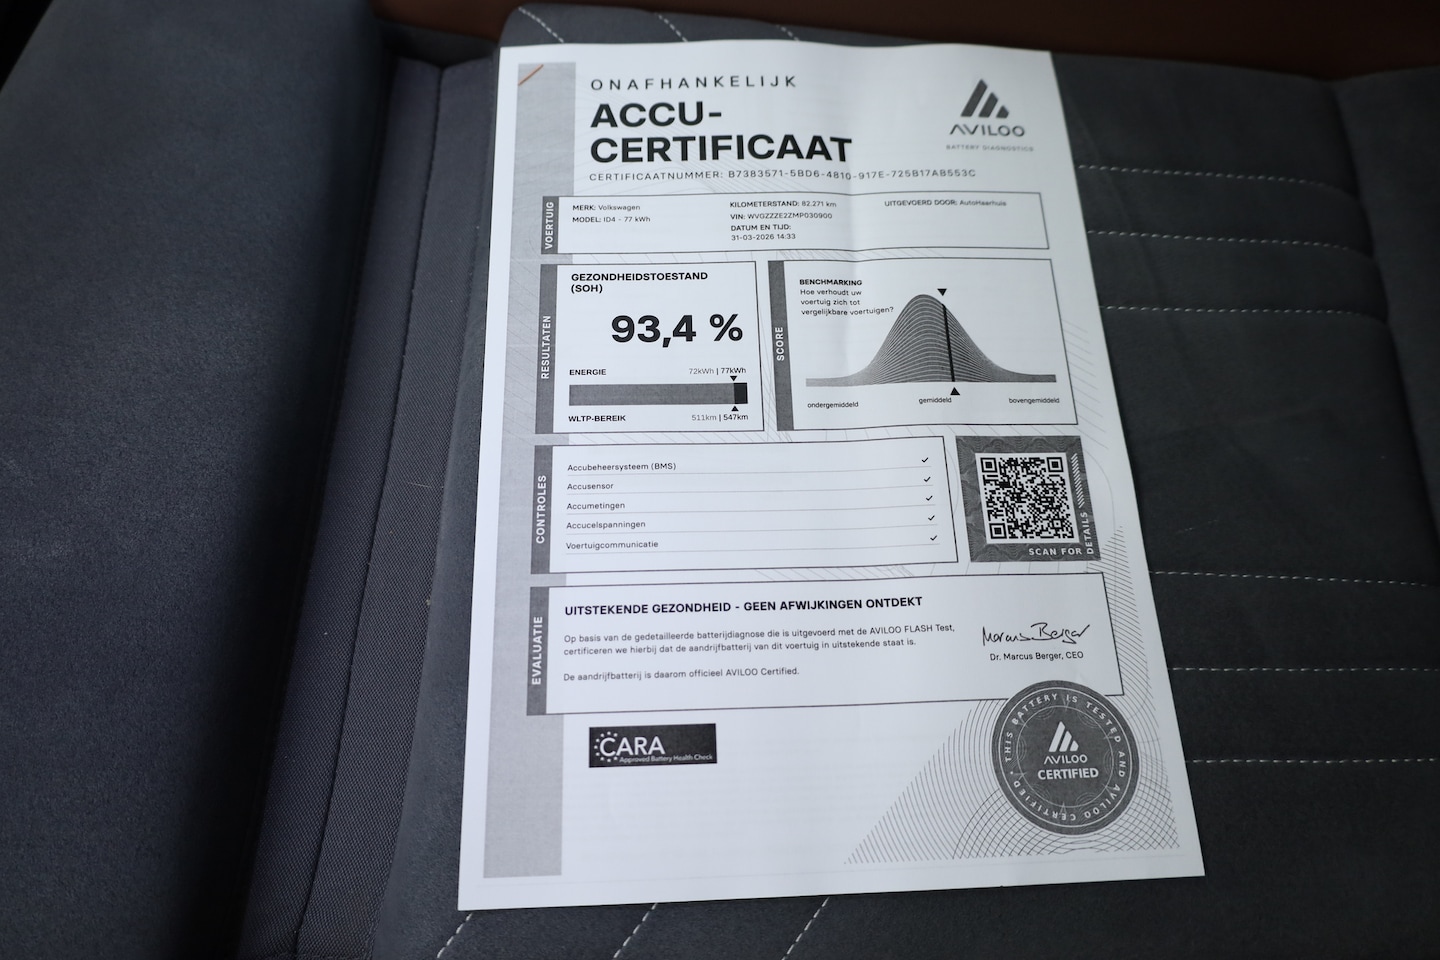 ONAFHANKELIJK
ACCU-
CERTIFICAAT
CERTIFICAATNUMMER: B7383571-5BD6-4810-917E-725B17AB553C
AVILOO
BATTERY DIAGNOSTICS
VOERTUIG
MERK: Volkswagen
MODEL: ID4 - 77 kWh
KILOMETERSTAND: 82.271 km
VIN: WVGZZZE2ZMP030900
DATUM EN TIJD:
31-03-2026 14:33
UITGEVOERD DOOR: AutoHaarhuis
RESULTATEN
GEZONDHEIDSTOESTAND
(SOH)
93,4 %
ENERGIE 72kWh | 77kWh
WLTP-BEREIK 511km | 547km
SCORE
BENCHMARKING
Hoe verhoudt uw
voertuig zich tot
vergelijkbare voertuigen?
ondergemiddeld gemiddeld bovengemiddeld
CONTROLES
Accubeheersysteem (BMS)
Accusensor
Accumetingen
Accucelspanningen
Voertuigcommunicatie
SCAN FOR
DETAILS
EVALUATIE
UITSTEKENDE GEZONDHEID - GEEN AFWIJKINGEN ONTDEKT
Op basis van de gedetailleerde batterijdiagnose die is uitgevoerd met de AVILOO FLASH Test,
certificeren we hierbij dat de aandrijfbatterij van dit voertuig in uitstekende staat is.
De aandrijfbatterij is daarom officieel AVILOO Certified.
Marcus Berger
Dr. Marcus Berger, CEO
CARA
Approved Battery Health Check
THIS BATTERY IS TESTED AND AVILOO CERTIFIED
AVILOO
CERTIFIED